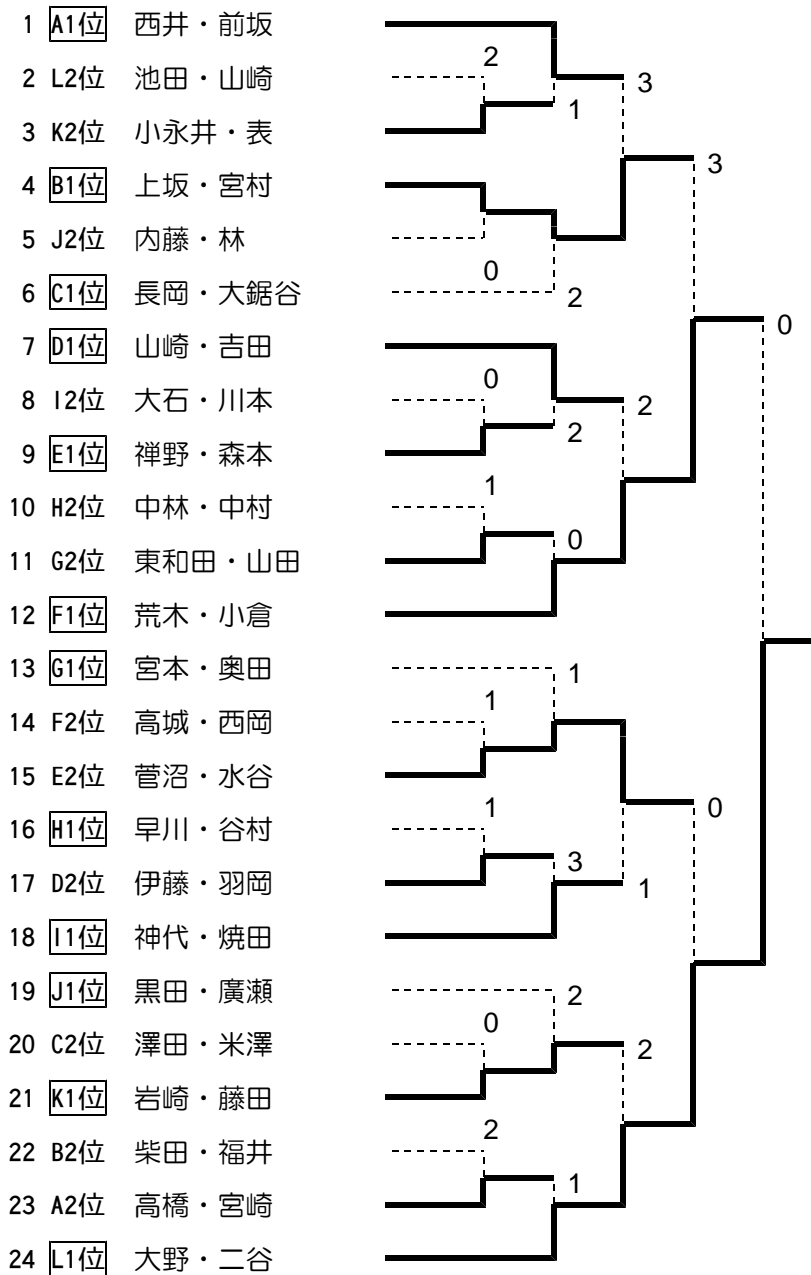 1 A1位 西井・前坂
2
3
2 L2位 池田・山崎
1
3 K2位 小永井・表
3
4 B1位 上坂・宮村
5 J2位 内藤・林
0
6 C1位 長岡・大鋸谷
2
0
7 D1位 山崎・吉田
0
2
8 I2位 大石・川本
2
9 E1位 禅野・森本
1
10 H2位 中林・中村
0
11 G2位 東和田・山田
12 F1位 荒木・小倉
13 G1位 宮本・奥田
1
1
14 F2位 高城・西岡
15 E2位 菅沼・水谷
1
0
16 H1位 早川・谷村
3
17 D2位 伊藤・羽岡
1
18 I1位 神代・焼田
19 J1位 黒田・廣瀬
2
0
20 C2位 澤田・米澤
2
21 K1位 岩崎・藤田
2
22 B2位 柴田・福井
1
23 A2位 高橋・宮崎
24 L1位 大野・二谷